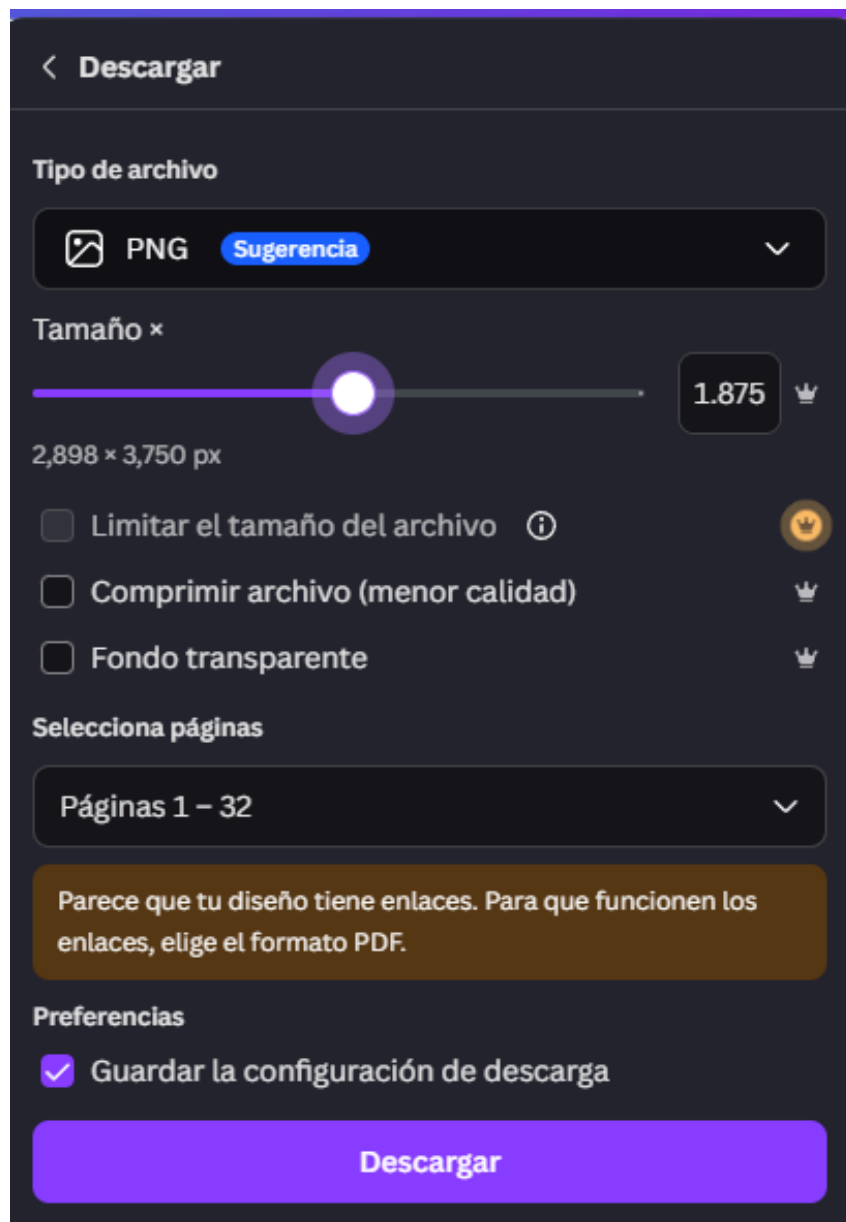 Descargar
Tipo de archivo
PNG Sugerencia
Tamaño ×
1.875
2,898 × 3,750 px
Limitar el tamaño del archivo
Comprimir archivo (menor calidad)
Fondo transparente
Selecciona páginas
Páginas 1 – 32
Parece que tu diseño tiene enlaces. Para que funcionen los
enlaces, elige el formato PDF.
Preferencias
Guardar la configuración de descarga
Descargar